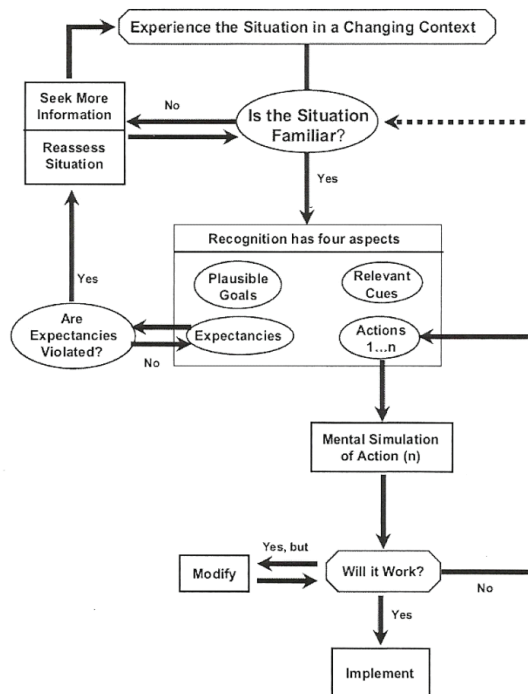 Experience the Situation in a Changing Context
Seek More
Information
Reassess
Situation
No
Is the Situation
Familiar?
Yes
Recognition has four aspects
Plausible
Goals
Relevant
Cues
Yes
Are
Expectancies
Violated?
No
Expectancies
Actions
1...n
Mental Simulation
of Action (n)
Yes, but
Modify
Will it Work?
No
Yes
Implement